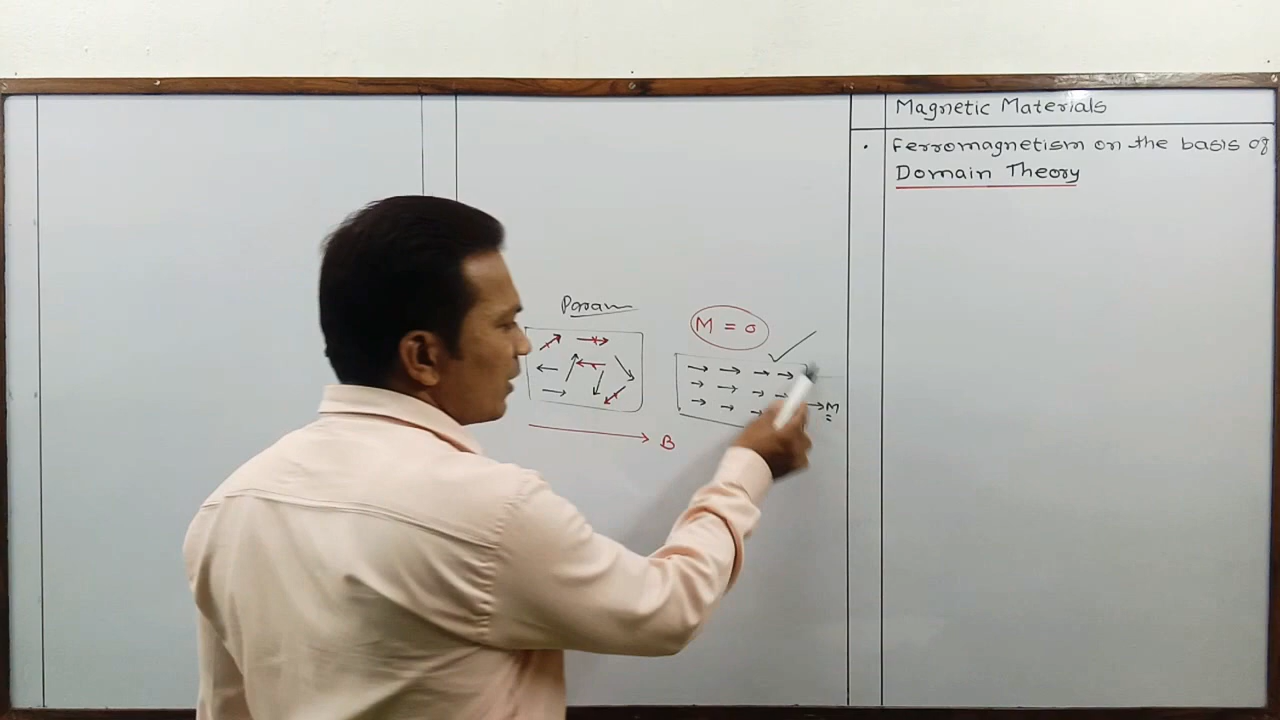 Magnetic Materials
• Ferromagnetism on the basis of
Domain Theory
Param
M = 0
M
B